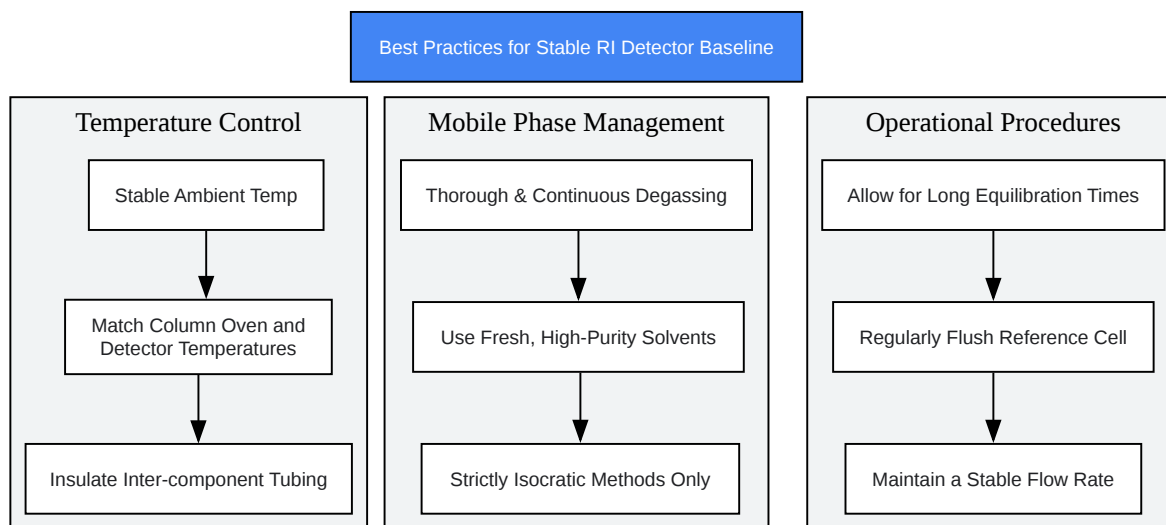 Best Practices for Stable RI Detector Baseline
Temperature Control
Stable Ambient Temp
Match Column Oven and
Detector Temperatures
Insulate Inter-component Tubing
Mobile Phase Management
Thorough & Continuous Degassing
Use Fresh, High-Purity Solvents
Strictly Isocratic Methods Only
Operational Procedures
Allow for Long Equilibration Times
Regularly Flush Reference Cell
Maintain a Stable Flow Rate